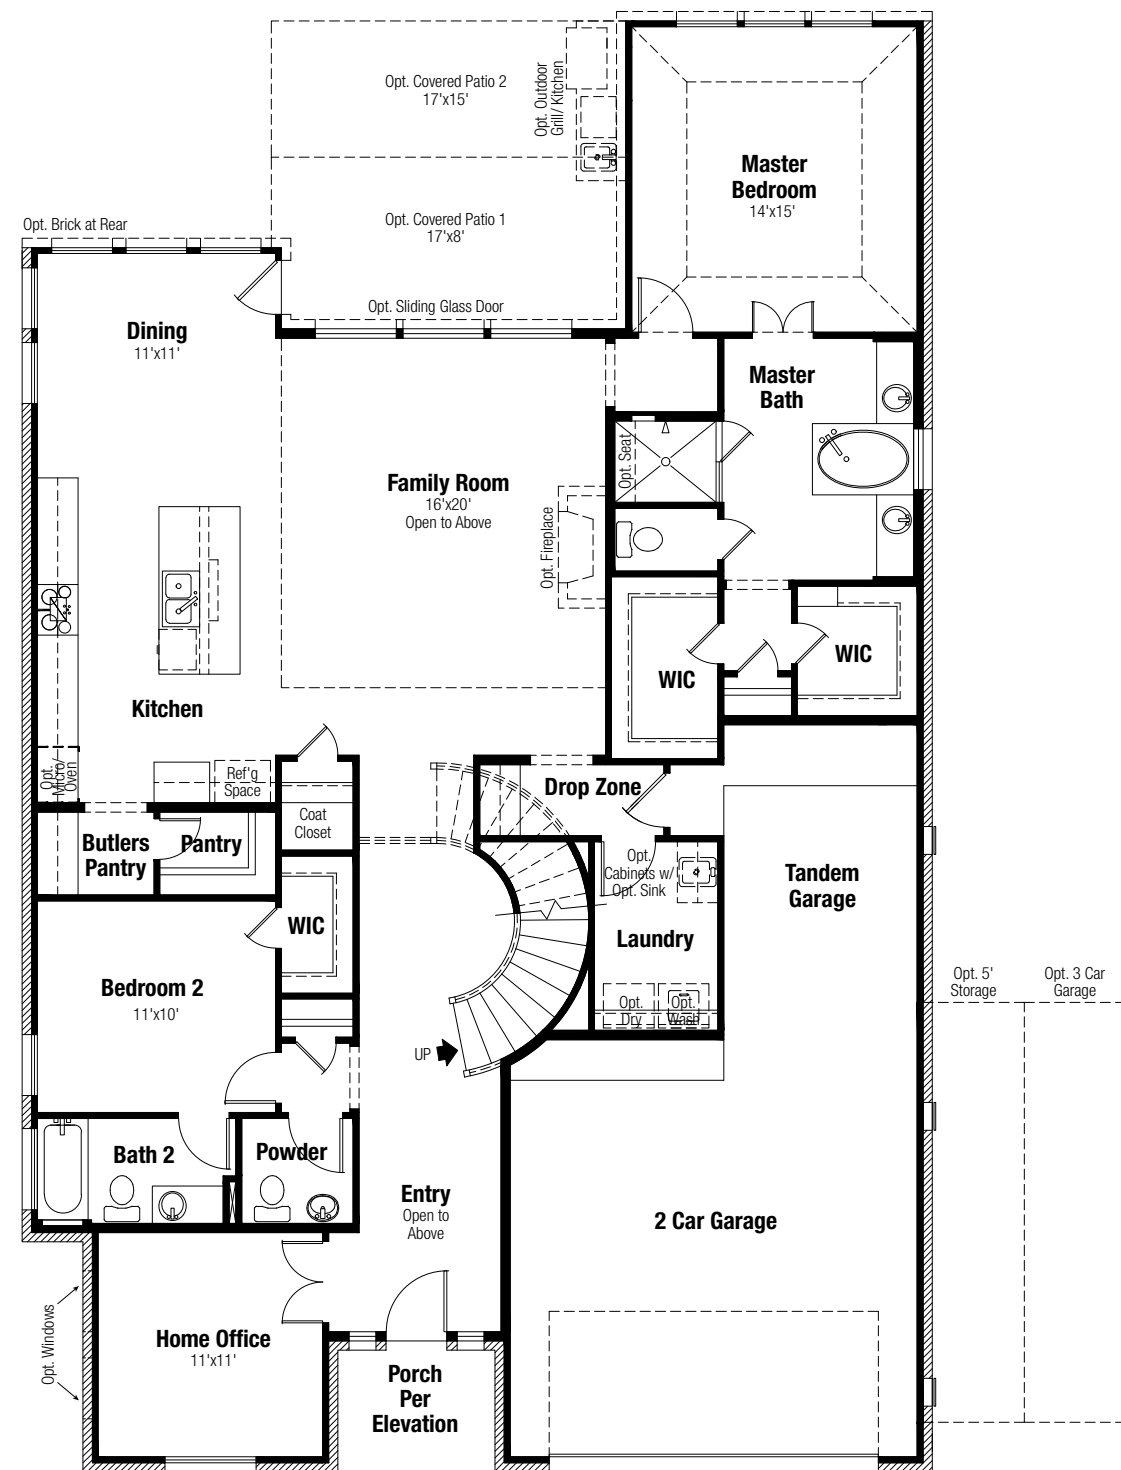 Opt. Covered Patio 2
17'x15'
Opt. Outdoor
Grill/ Kitchen
Master
Bedroom
14'x15'
Opt. Brick at Rear
Opt. Covered Patio 1
17'x8'
Opt. Sliding Glass Door
Dining
11'x11'
Master
Bath
Opt. Seat
Family Room
16'x20'
Open to Above
Opt. Fireplace
WIC
WIC
Kitchen
Opt.
Micro/
Oven
Ref'g
Space
Drop Zone
Coat
Closet
Butlers
Pantry
Pantry
Opt.
Cabinets w/
Opt. Sink
Tandem
Garage
WIC
Laundry
Bedroom 2
11'x10'
Opt.
Dry
Opt.
Wash
Opt. 5'
Storage
Opt. 3 Car
Garage
UP
Bath 2
Powder
Entry
Open to
Above
2 Car Garage
Opt. Windows
Home Office
11'x11'
Porch
Per
Elevation